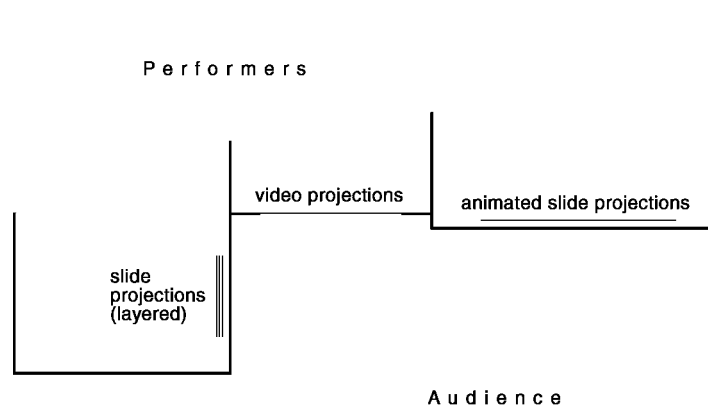 Performers
video projections
animated slide projections
slide
projections
(layered)
Audience